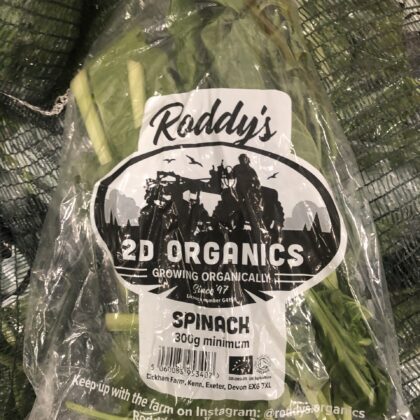 Roddy's
2D ORGANICS
GROWING ORGANICALLY
Since '97
SPINACH
300g minimum
Dickham Farm, Kenn, Exeter, Devon EX6 7XL
Keep up with the farm on Instagram: @roddys.organics